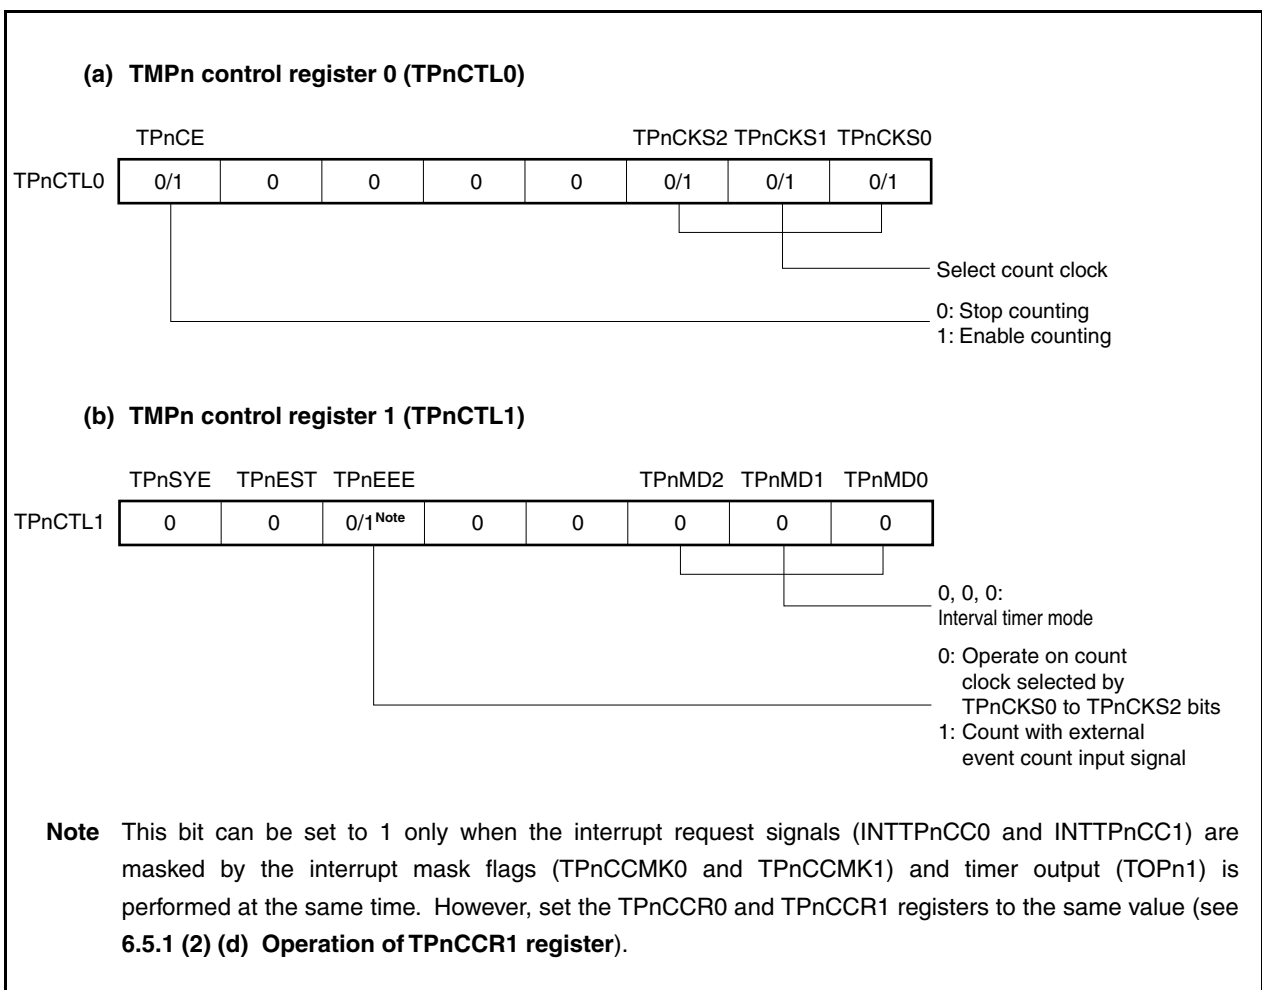 (a) TMPn control register 0 (TPnCTL0)
TPnCE TPnCKS2 TPnCKS1 TPnCKS0
TPnCTL0 0/1 0 0 0 0 0/1 0/1 0/1
Select count clock
0: Stop counting
1: Enable counting
(b) TMPn control register 1 (TPnCTL1)
TPnSYE TPnEST TPnEEE TPnMD2 TPnMD1 TPnMD0
TPnCTL1 0 0 0/1Note 0 0 0 0 0
0, 0, 0:
Interval timer mode
0: Operate on count
clock selected by
TPnCKS0 to TPnCKS2 bits
1: Count with external
event count input signal
Note This bit can be set to 1 only when the interrupt request signals (INTTPnCC0 and INTTPnCC1) are
masked by the interrupt mask flags (TPnCCMK0 and TPnCCMK1) and timer output (TOPn1) is
performed at the same time. However, set the TPnCCR0 and TPnCCR1 registers to the same value (see
6.5.1 (2) (d) Operation of TPnCCR1 register).